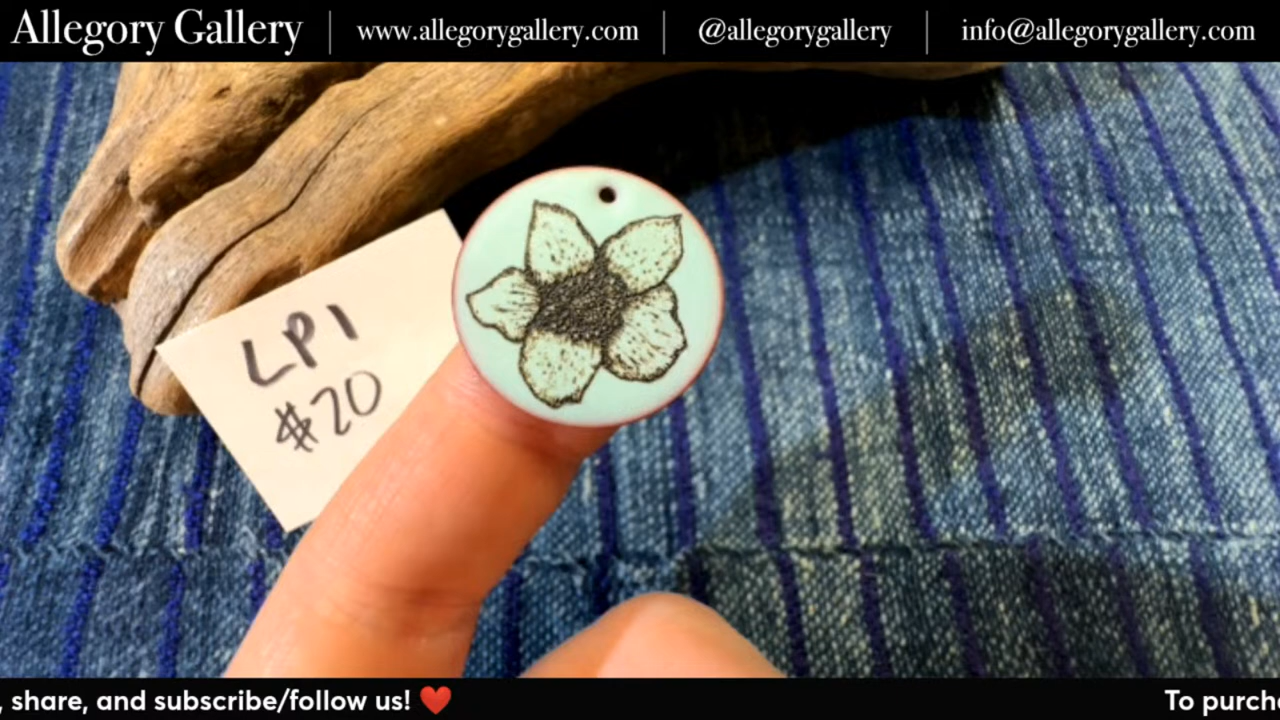 Allegory Gallery
www.allegorygallery.com
@allegorygallery
info@allegorygallery.com
LP1
$20
, share, and subscribe/follow us! ❤️
To purch